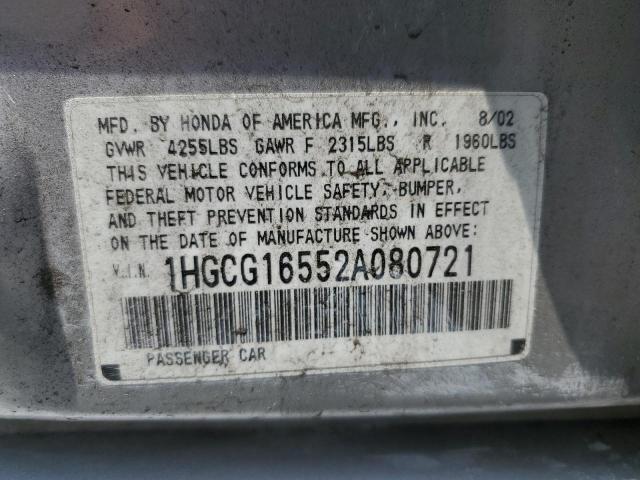 MFD. BY HONDA OF AMERICA MFG., INC. 8/02
GVWR 4255LBS GAWR F 2315LBS R 1960LBS
THIS VEHICLE CONFORMS TO ALL APPLICABLE
FEDERAL MOTOR VEHICLE SAFETY, BUMPER,
AND THEFT PREVENTION STANDARDS IN EFFECT
ON THE DATE OF MANUFACTURE SHOWN ABOVE:
V.I.N. 1HGCG16552A080721
PASSENGER CAR